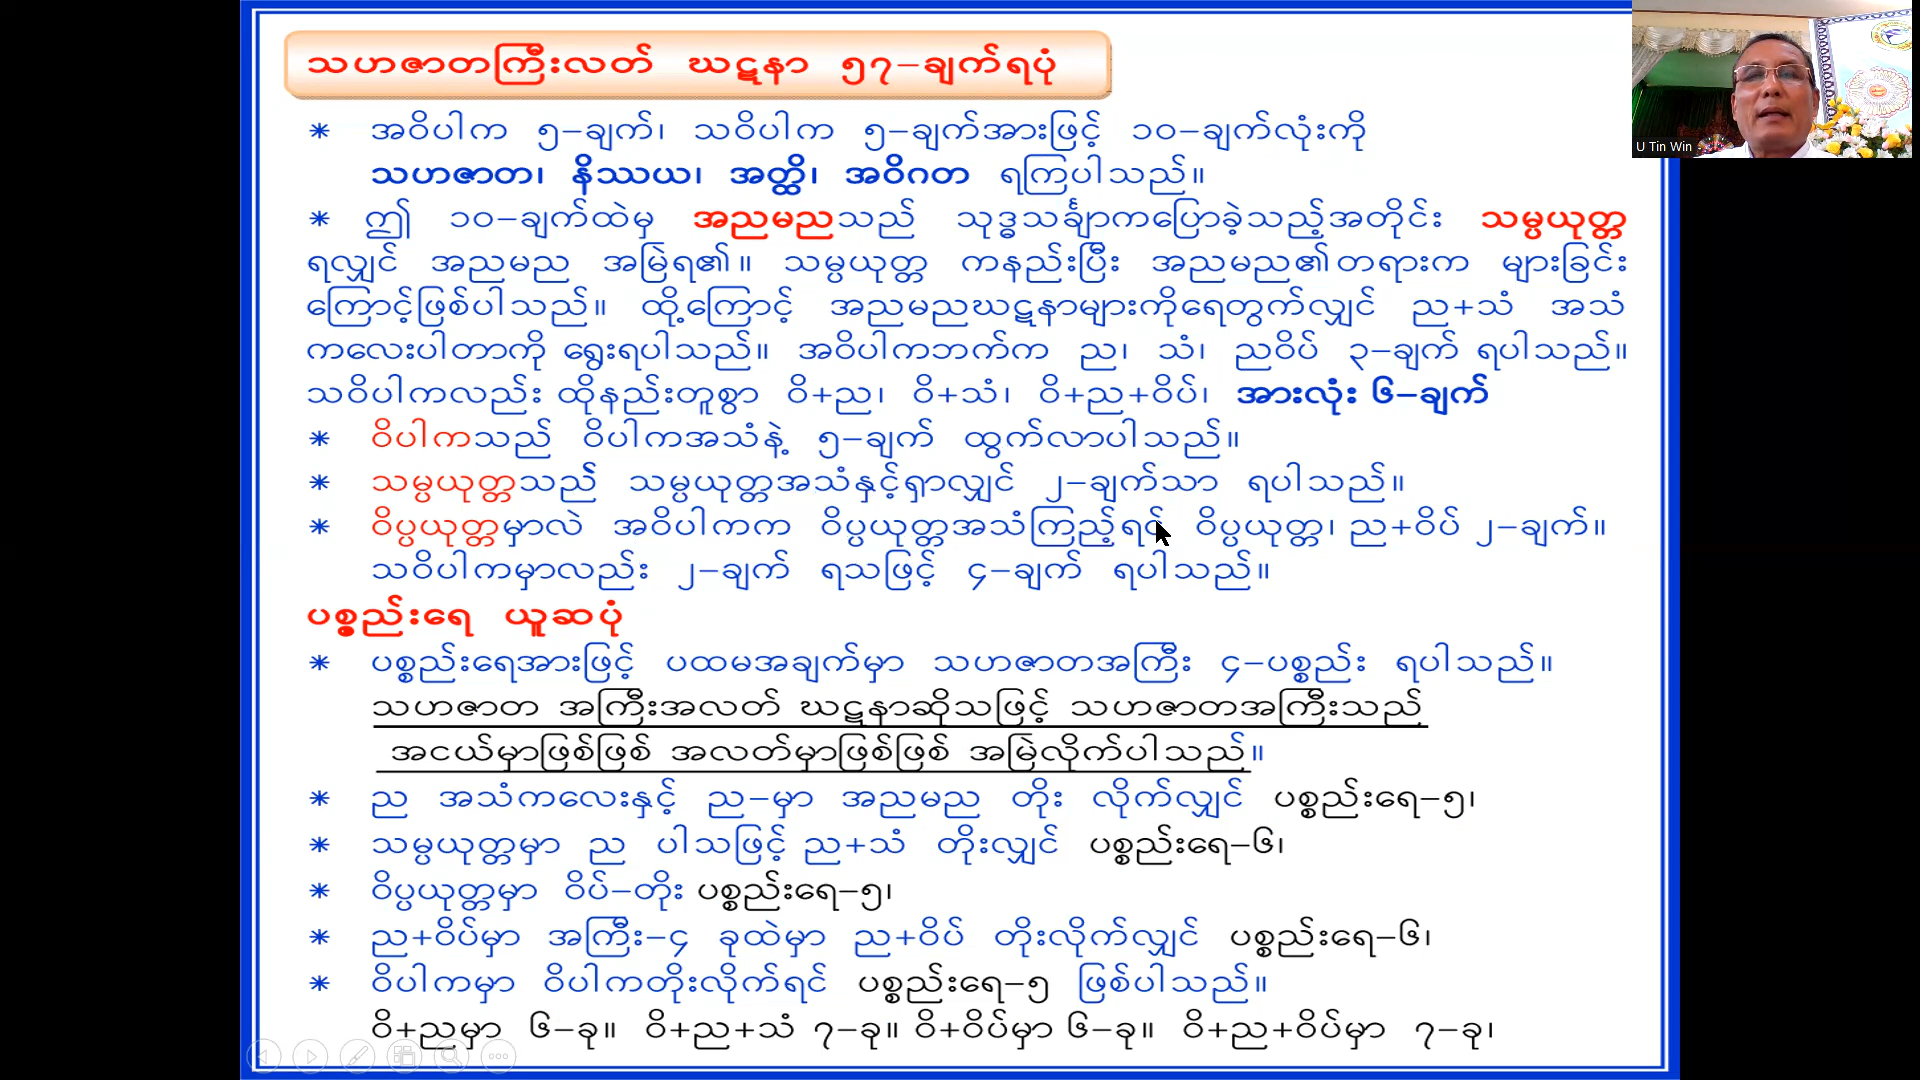 သဟဇာတကြီးလတ် ဃဋနာ ၅၇-ချက်ရပုံ
* အဝိပါက ၅-ချက်၊ သဝိပါက ၅-ချက်အားဖြင့် ၁၀-ချက်လုံးကို
သဟဇာတ၊ နိဿယ၊ အတ္ထိ၊ အဝိဂတ ရကြပါသည်။
* ဤ ၁၀-ချက်ထဲမှ အညမညသည် သုဒ္ဓသင်္ချာကပြောခဲ့သည့်အတိုင်း သမ္ပယုတ္တ
ရလျှင် အညမည အမြဲရ၏။ သမ္ပယုတ္တ ကနည်းပြီး အညမည၏တရားက များခြင်း
ကြောင့်ဖြစ်ပါသည်။ ထို့ကြောင့် အညမညဃဋနာများကိုရေတွက်လျှင် ည+သံ အသံ
ကလေးပါတာကို ရွေးရပါသည်။ အဝိပါကဘက်က ည၊ သံ၊ ညဝိပ် ၃-ချက် ရပါသည်။
သဝိပါကလည်း ထိုနည်းတူစွာ ဝိ+ည၊ ဝိ+သံ၊ ဝိ+ည+ဝိပ်၊ အားလုံး ၆-ချက်
* ဝိပါကသည် ဝိပါကအသံနဲ့ ၅-ချက် ထွက်လာပါသည်။
* သမ္ပယုတ္တသည် သမ္ပယုတ္တအသံနှင့်ရှာလျှင် ၂-ချက်သာ ရပါသည်။
* ဝိပ္ပယုတ္တမှာလဲ အဝိပါကက ဝိပ္ပယုတ္တအသံကြည့်ရင် ဝိပ္ပယုတ္တ၊ ည+ဝိပ် ၂-ချက်။
သဝိပါကမှာလည်း ၂-ချက် ရသဖြင့် ၄-ချက် ရပါသည်။
ပစ္စည်းရေ ယူဆပုံ
* ပစ္စည်းရေအားဖြင့် ပထမအချက်မှာ သဟဇာတအကြီး ၄-ပစ္စည်း ရပါသည်။
သဟဇာတ အကြီးအလတ် ဃဋနာဆိုသဖြင့် သဟဇာတအကြီးသည်
အငယ်မှာဖြစ်ဖြစ် အလတ်မှာဖြစ်ဖြစ် အမြဲလိုက်ပါသည်။
* ည အသံကလေးနှင့် ည-မှာ အညမည တိုး လိုက်လျှင် ပစ္စည်းရေ-၅၊
* သမ္ပယုတ္တမှာ ည ပါသဖြင့် ည+သံ တိုးလျှင် ပစ္စည်းရေ-၆၊
* ဝိပ္ပယုတ္တမှာ ဝိပ်-တိုး ပစ္စည်းရေ-၅၊
* ည+ဝိပ်မှာ အကြီး-၄ ခုထဲမှာ ည+ဝိပ် တိုးလိုက်လျှင် ပစ္စည်းရေ-၆၊
* ဝိပါကမှာ ဝိပါကတိုးလိုက်ရင် ပစ္စည်းရေ-၅ ဖြစ်ပါသည်။
ဝိ+ညမှာ ၆-ခု။ ဝိ+ည+သံ ၇-ခု။ ဝိ+ဝိပ်မှာ ၆-ခု။ ဝိ+ည+ဝိပ်မှာ ၇-ခု၊
U Tin Win